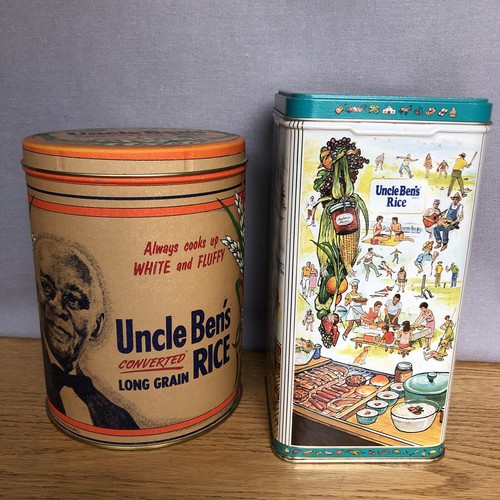 Always cooks up
WHITE and FLUFFY
Uncle Ben's
CONVERTED
RICE
LONG GRAIN
Uncle Ben's
Rice